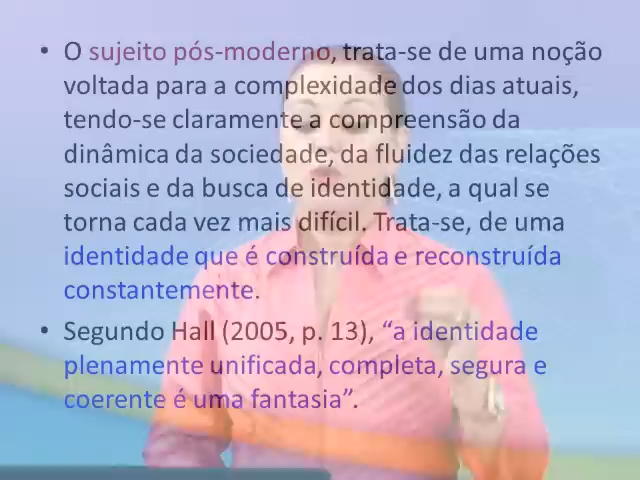 • O sujeito pós-moderno, trata-se de uma noção
voltada para a complexidade dos dias atuais,
tendo-se claramente a compreensão da
dinâmica da sociedade, da fluidez das relações
sociais e da busca de identidade, a qual se
torna cada vez mais difícil. Trata-se, de uma
identidade que é construída e reconstruída
constantemente.
• Segundo Hall (2005, p. 13), “a identidade
plenamente unificada, completa, segura e
coerente é uma fantasia”.